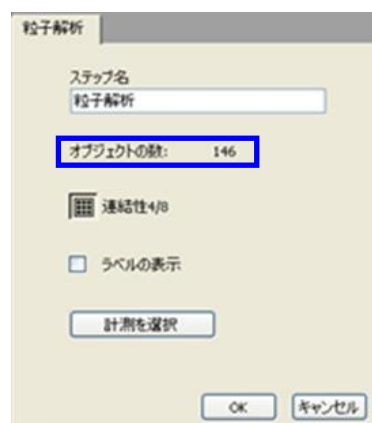 粒子解析
ステップ名
粒子解析
オブジェクトの数: 146
連結性4/8
ラベルの表示
計測を選択
OK キャンセル